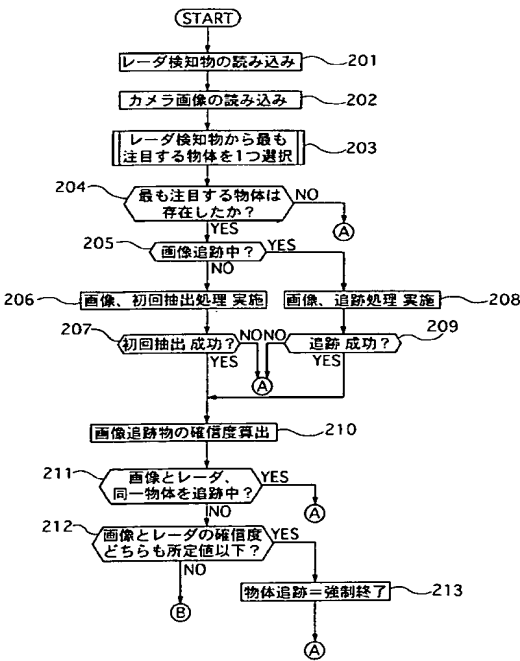 START
レーダ検知物の読み込み
201
カメラ画像の読み込み
202
レーダ検知物から最も
注目する物体を1つ選択
203
204
最も注目する物体は
存在したか？
NO
YES
A
205
画像追跡中？
YES
NO
206
画像、初回抽出処理 実施
画像、追跡処理 実施
208
207
初回抽出 成功？
NO
NO
追跡 成功？
209
YES
A
YES
画像追跡物の確信度算出
210
211
画像とレーダ、
同一物体を追跡中？
YES
NO
A
212
画像とレーダの確信度
どちらも所定値以下？
YES
NO
B
物体追跡＝強制終了
213
A